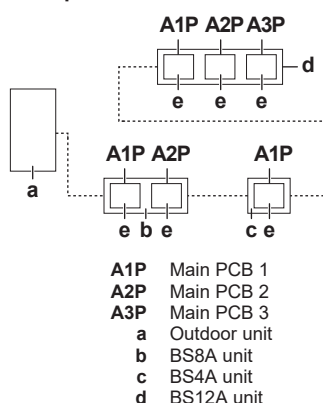 A1P A2P A3P
d
e e e
A1P A2P A1P
a
e b e c e
A1P Main PCB 1
A2P Main PCB 2
A3P Main PCB 3
a Outdoor unit
b BS8A unit
c BS4A unit
d BS12A unit